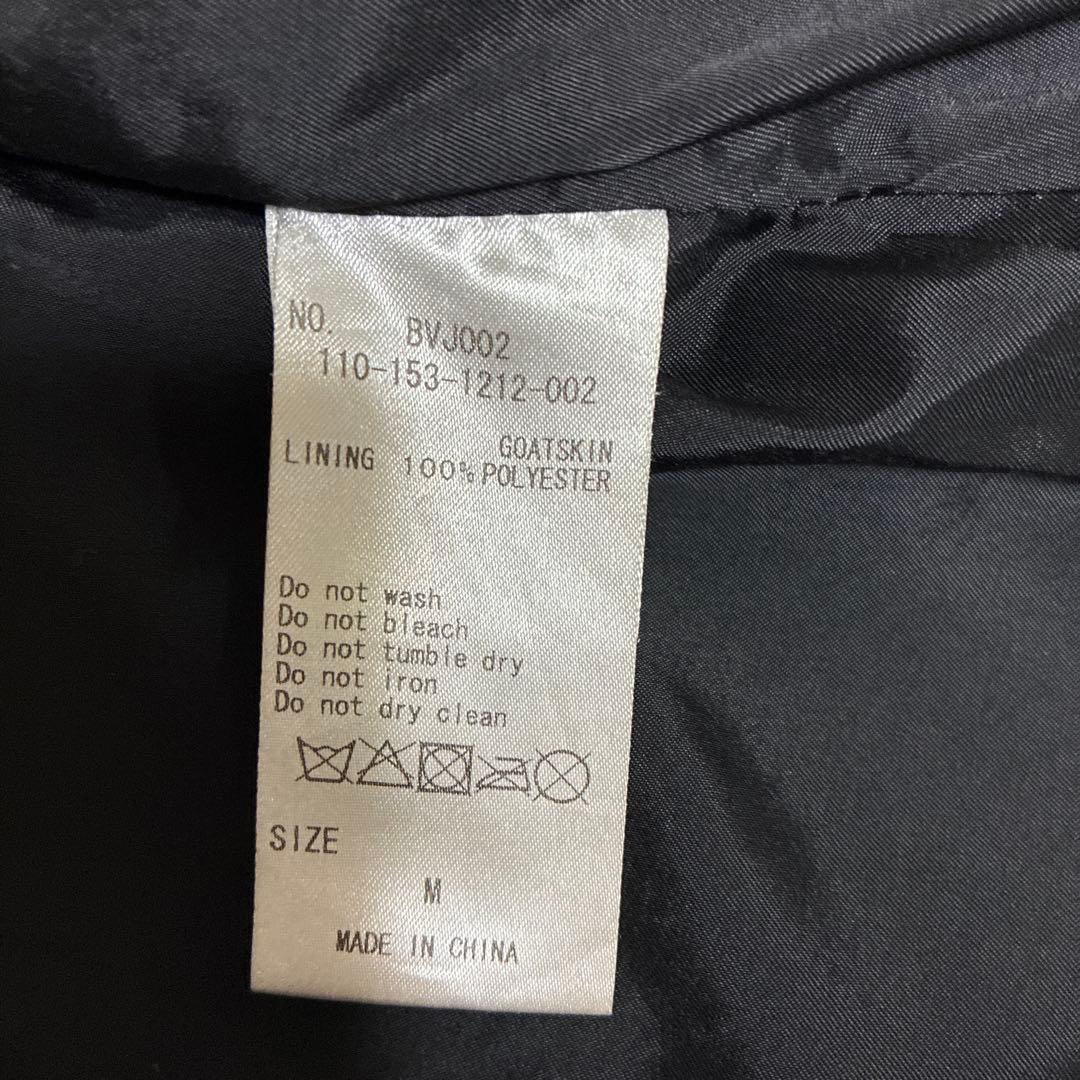 NO. BVJ002
110-153-1212-002
GOATSKIN
LINING 100%POLYESTER
Do not wash
Do not bleach
Do not tumble dry
Do not iron
Do not dry clean
SIZE
M
MADE IN CHINA